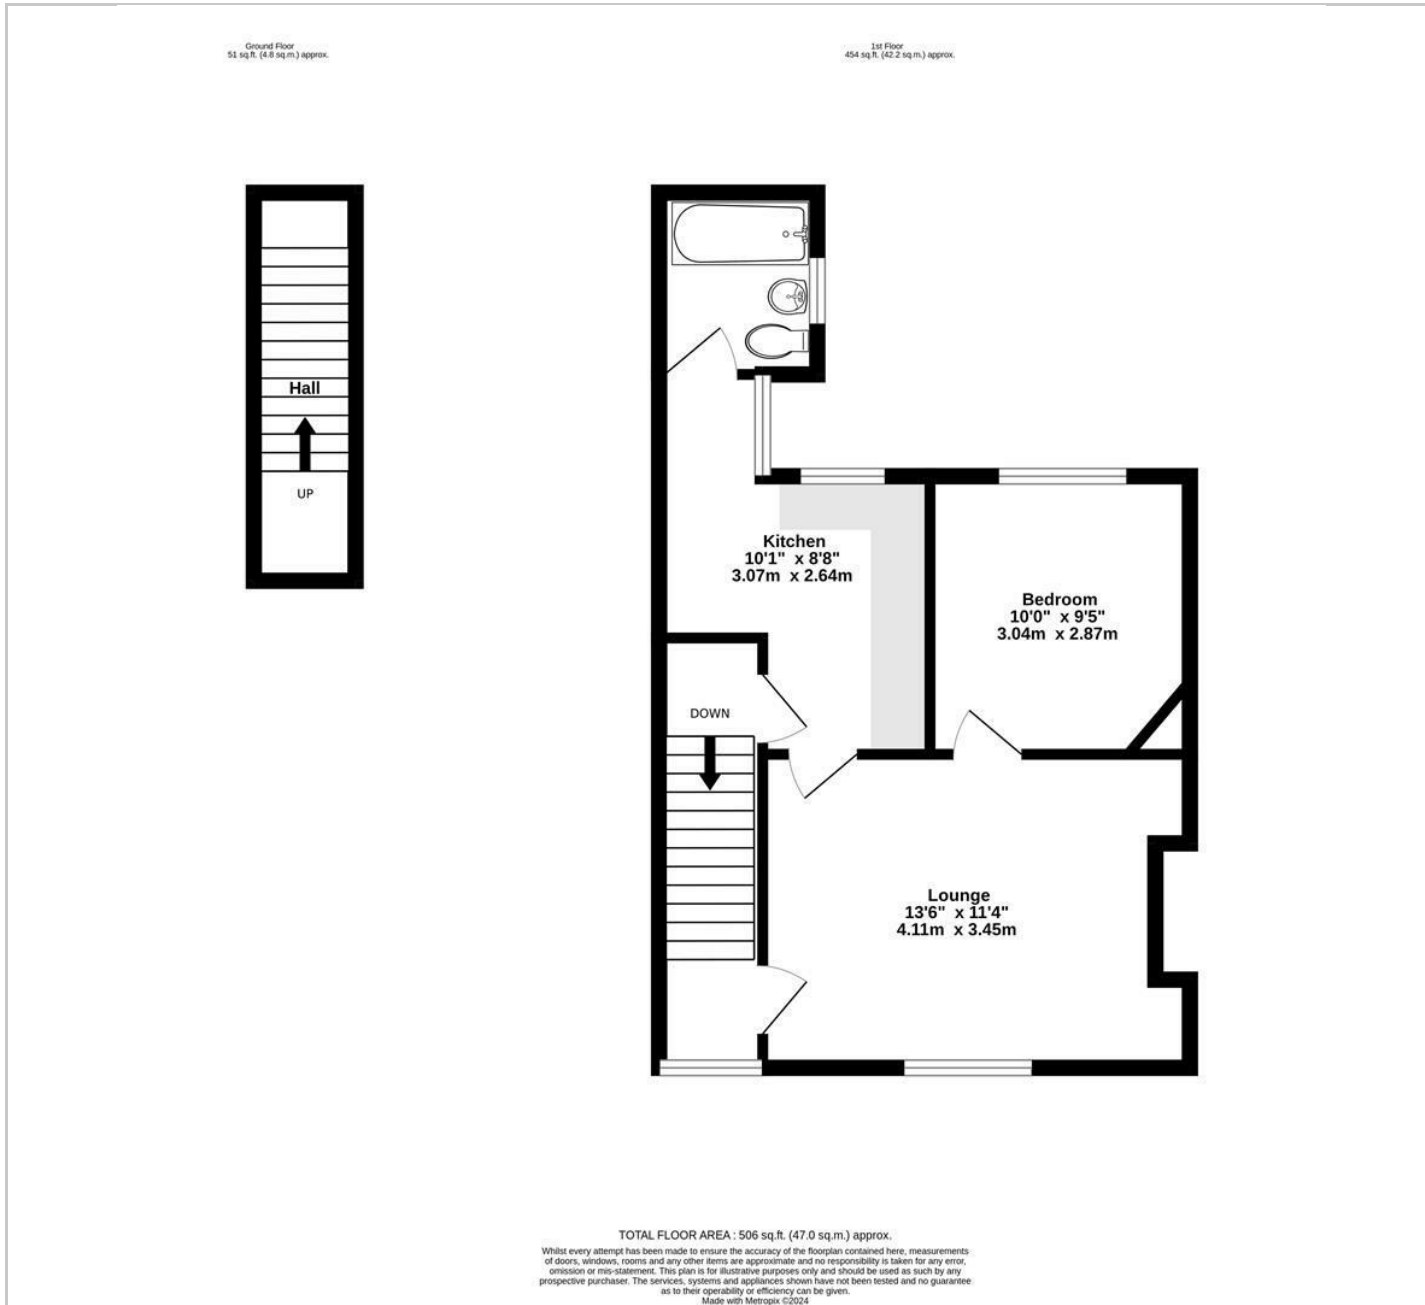 Ground Floor
51 sq.ft. (4.8 sq.m.) approx.
1st Floor
454 sq.ft. (42.2 sq.m.) approx.
Hall
UP
Kitchen
10'1" x 8'8"
3.07m x 2.64m
Bedroom
10'0" x 9'5"
3.04m x 2.87m
DOWN
Lounge
13'6" x 11'4"
4.11m x 3.45m
TOTAL FLOOR AREA : 506 sq.ft. (47.0 sq.m.) approx.
Whilst every attempt has been made to ensure the accuracy of the floorplan contained here, measurements
of doors, windows, rooms and any other items are approximate and no responsibility is taken for any error,
omission or mis-statement. This plan is for illustrative purposes only and should be used as such by any
prospective purchaser. The services, systems and appliances shown have not been tested and no guarantee
as to their operability or efficiency can be given.
Made with Metropix ©2024